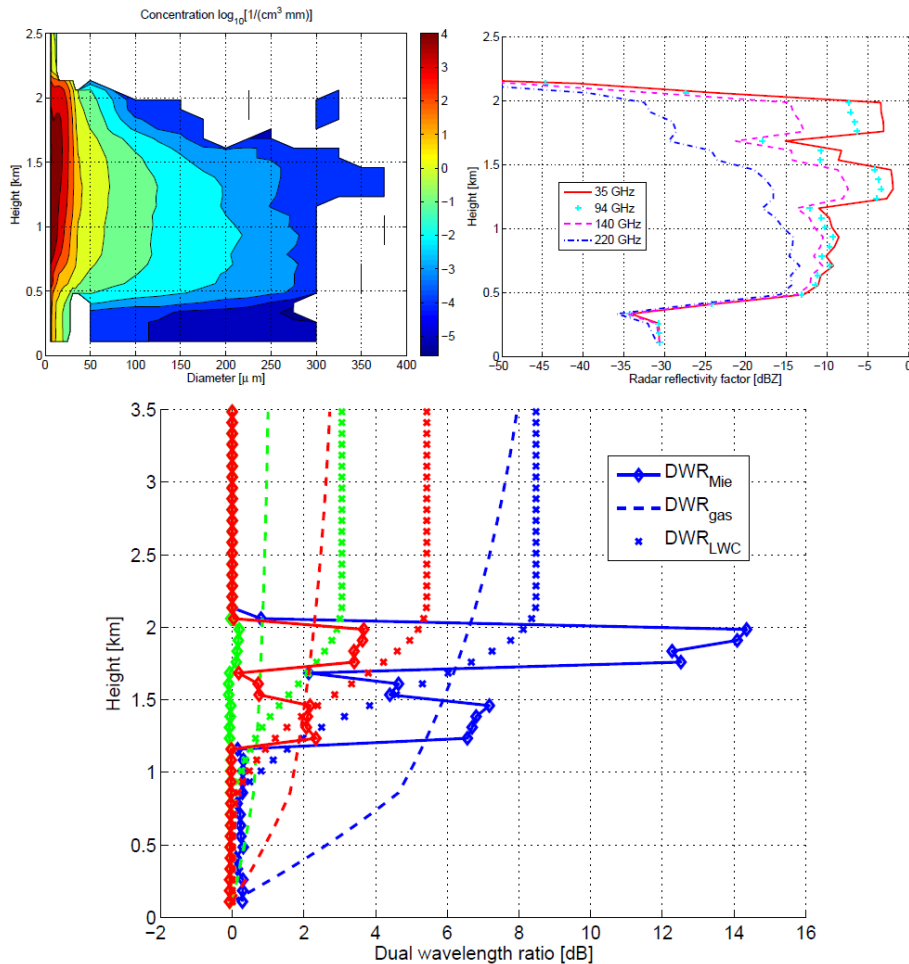 Concentration log10[1/(cm3 mm)]
2.5
2
1.5
1
0.5
0
Height [km]
0 50 100 150 200 250 300 350 400
Diameter [μ m]
4
3
2
1
0
−1
−2
−3
−4
−5
2.5
2
1.5
1
0.5
0
Height [km]
35 GHz
94 GHz
140 GHz
220 GHz
−50 −45 −40 −35 −30 −25 −20 −15 −10 −5 0
Radar reflectivity factor [dBZ]
3.5
3
2.5
2
1.5
1
0.5
0
Height [km]
DWRMie
DWRgas
DWRLWC
−2 0 2 4 6 8 10 12 14 16
Dual wavelength ratio [dB]